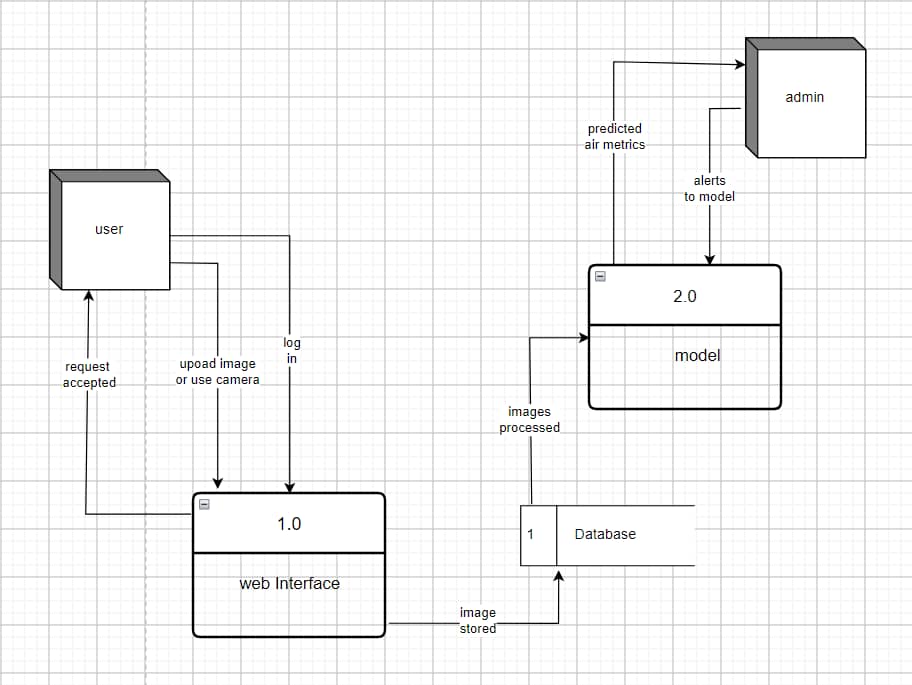 admin
predicted
air metrics
alerts
to model
user
2.0
model
log
in
request
accepted
upoad image
or use camera
images
processed
1.0
web Interface
1
Database
image
stored